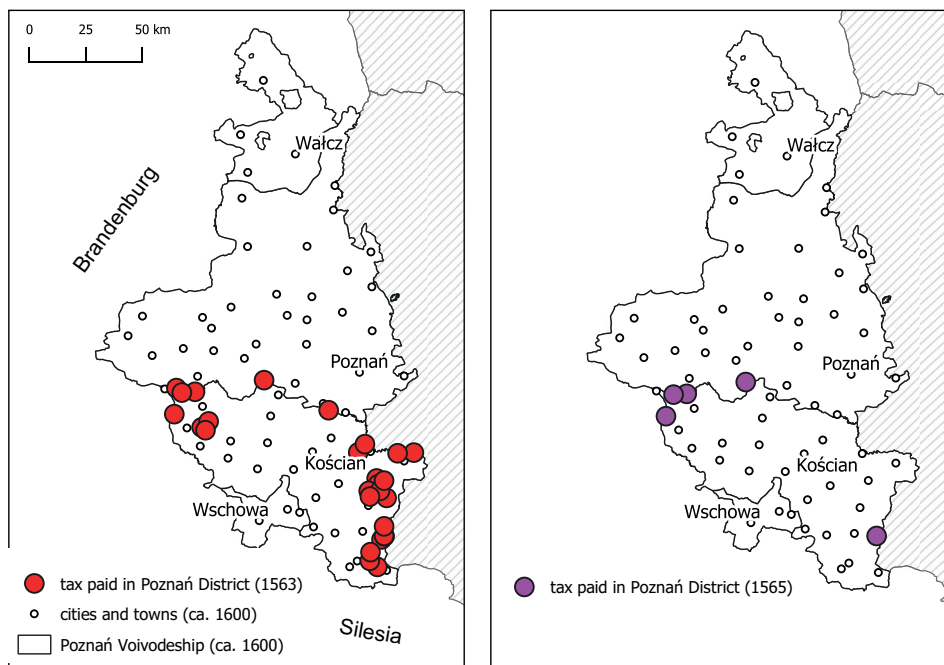 0 25 50 km
Wałcz
Brandenburg
Poznań
Kościan
Wschowa
tax paid in Poznań District (1563)
cities and towns (ca. 1600)
Silesia
Poznań Voivodeship (ca. 1600)
Wałcz
Poznań
Kościan
Wschowa
tax paid in Poznań District (1565)